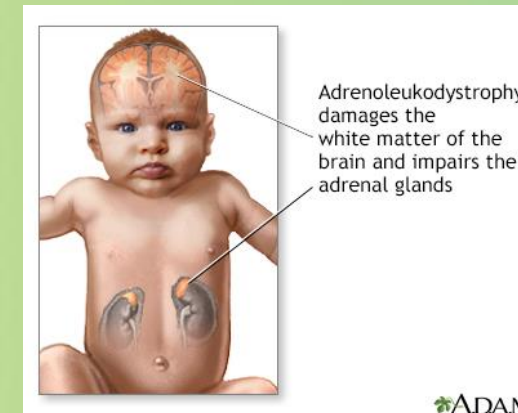 Adrenoleukodystrophy
damages the
white matter of the
brain and impairs the
adrenal glands
ADAM